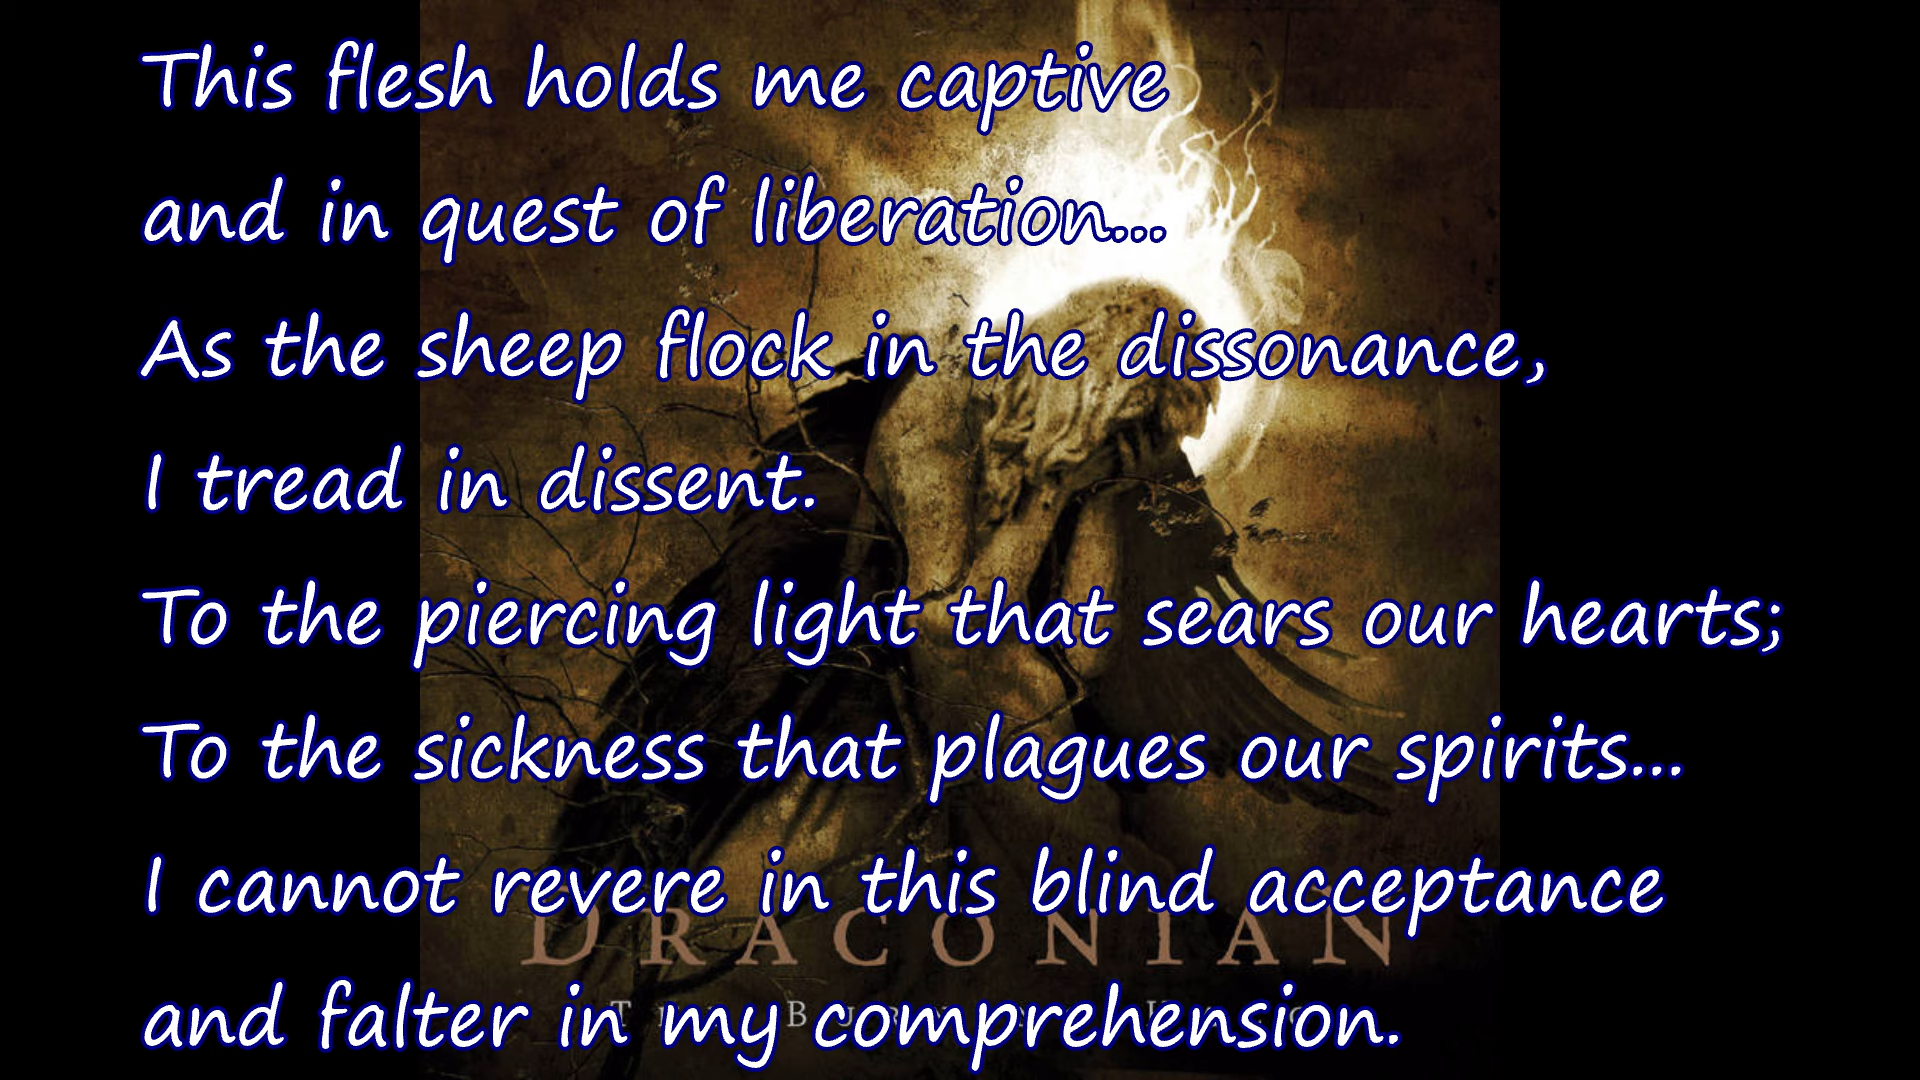 This flesh holds me captive
and in quest of liberation...
As the sheep flock in the dissonance,
I tread in dissent.
To the piercing light that sears our hearts;
To the sickness that plagues our spirits...
I cannot revere in this blind acceptance
DRACONIAN
and falter in my comprehension.